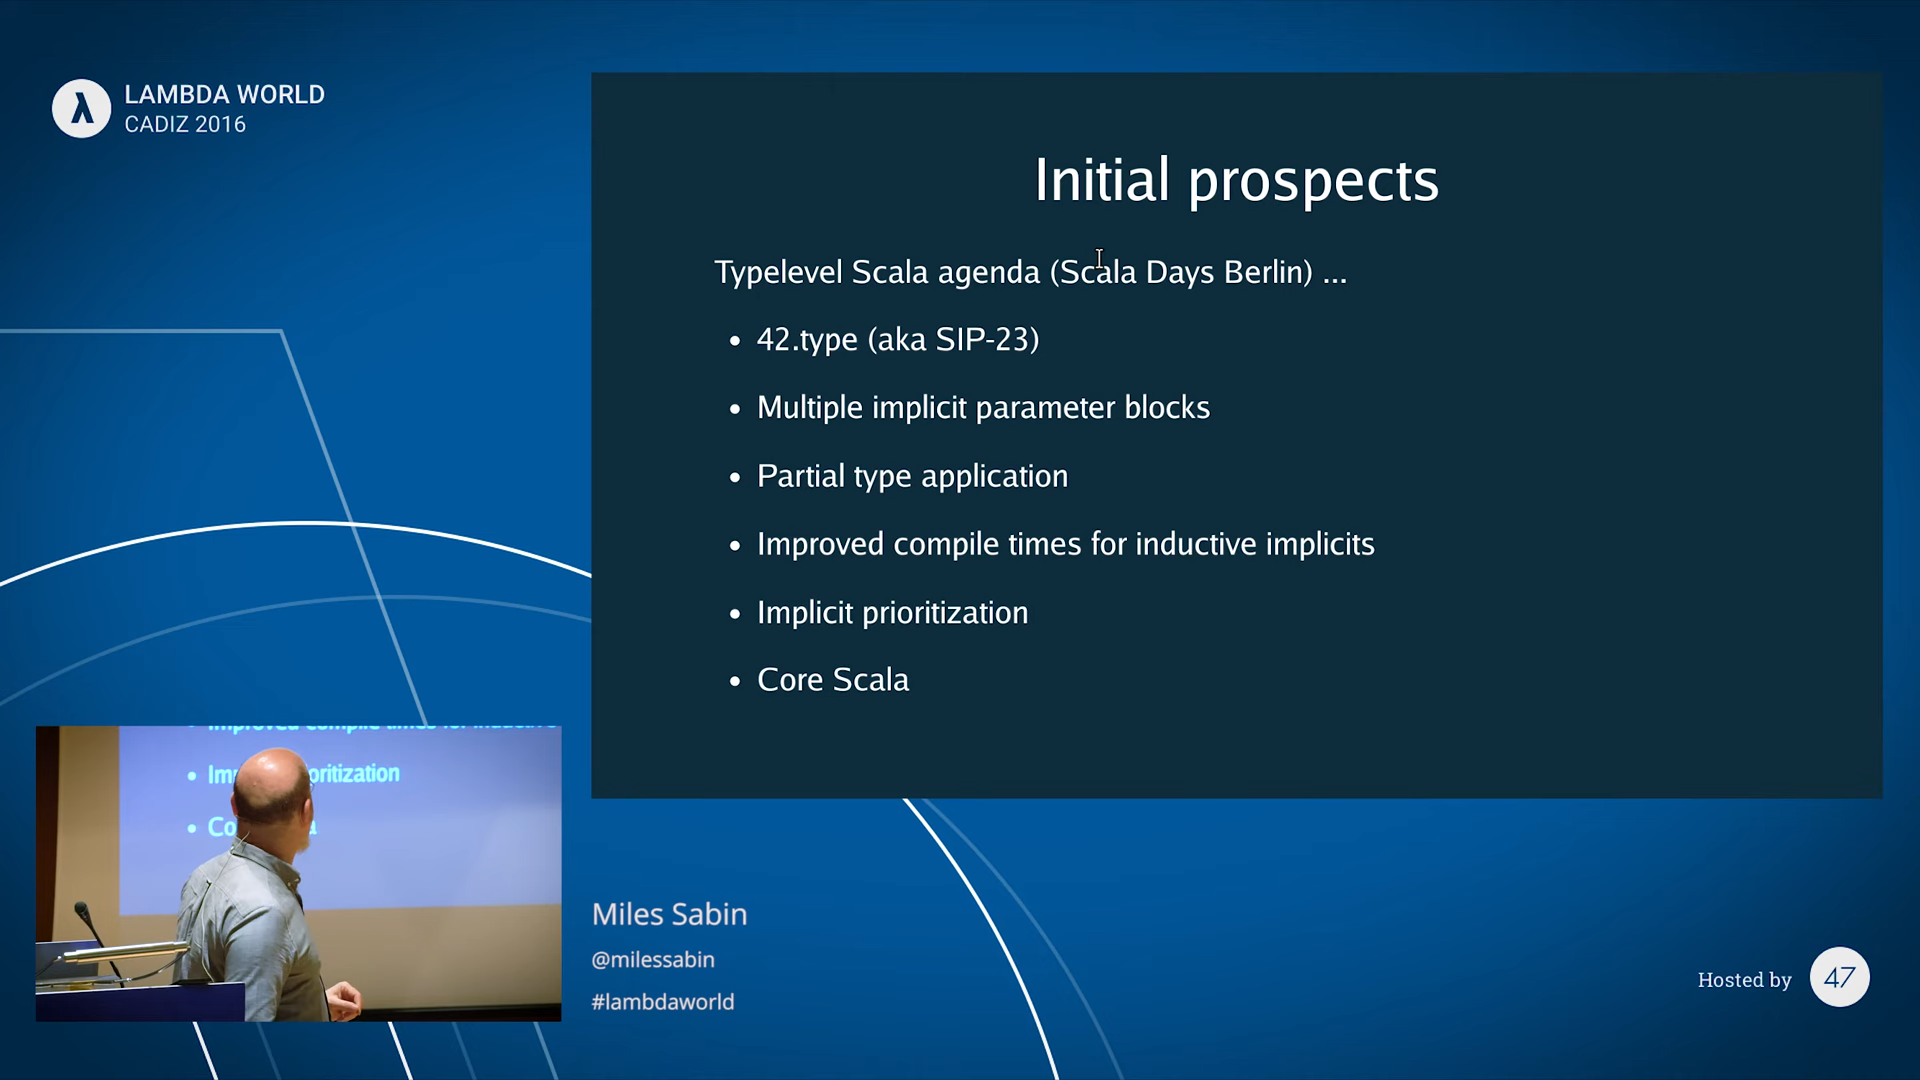 LAMBDA WORLD
CADIZ 2016
Initial prospects
Typelevel Scala agenda (Scala Days Berlin) ...
• 42.type (aka SIP-23)
• Multiple implicit parameter blocks
• Partial type application
• Improved compile times for inductive implicits
• Implicit prioritization
• Core Scala
Miles Sabin
@milessabin
#lambdaworld
Hosted by 47